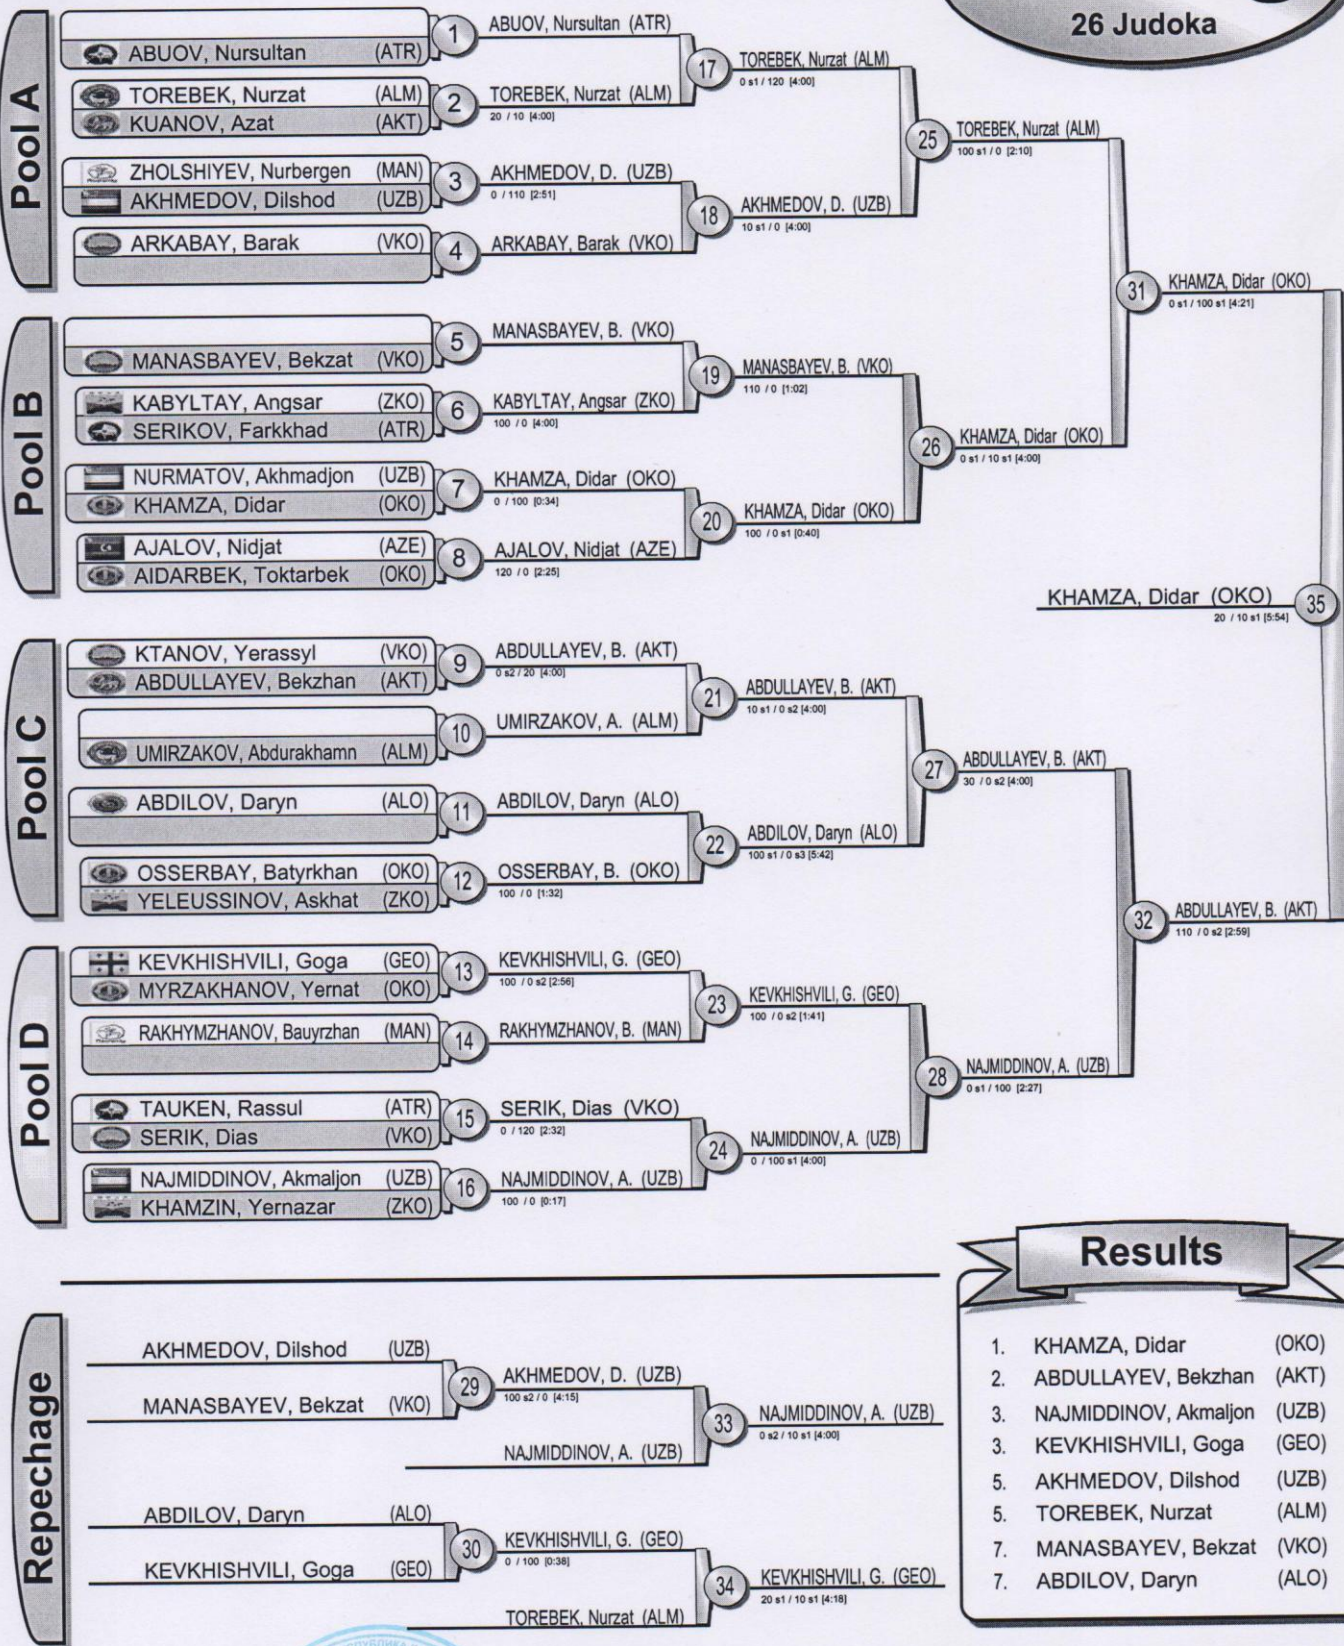 26 Judoka
Pool A
ABUOV, Nursultan (ATR)
TOREBEK, Nurzat (ALM)
KUANOV, Azat (AKT)
ZHOLSHIYEV, Nurbergen (MAN)
AKHMEDOV, Dilshod (UZB)
ARKABAY, Barak (VKO)
1
ABUOV, Nursultan (ATR)
2
TOREBEK, Nurzat (ALM)
20 / 10 [4:00]
3
AKHMEDOV, D. (UZB)
0 / 110 [2:51]
4
ARKABAY, Barak (VKO)
17
TOREBEK, Nurzat (ALM)
0 s1 / 120 [4:00]
18
AKHMEDOV, D. (UZB)
10 s1 / 0 [4:00]
25
TOREBEK, Nurzat (ALM)
100 s1 / 0 [2:10]
Pool B
MANASBAYEV, Bekzat (VKO)
KABYLTAY, Angsar (ZKO)
SERIKOV, Farkkhad (ATR)
NURMATOV, Akhmadjon (UZB)
KHAMZA, Didar (OKO)
AJALOV, Nidjat (AZE)
AIDARBEK, Toktarbek (OKO)
5
MANASBAYEV, B. (VKO)
6
KABYLTAY, Angsar (ZKO)
100 / 0 [4:00]
7
KHAMZA, Didar (OKO)
0 / 100 [0:34]
8
AJALOV, Nidjat (AZE)
120 / 0 [2:25]
19
MANASBAYEV, B. (VKO)
110 / 0 [1:02]
20
KHAMZA, Didar (OKO)
100 / 0 s1 [0:40]
26
KHAMZA, Didar (OKO)
0 s1 / 10 s1 [4:00]
31
KHAMZA, Didar (OKO)
0 s1 / 100 s1 [4:21]
KHAMZA, Didar (OKO)
35
20 / 10 s1 [5:54]
Pool C
KTANOV, Yerassyl (VKO)
ABDULLAYEV, Bekzhan (AKT)
UMIRZAKOV, Abdurakhamn (ALM)
ABDILOV, Daryn (ALO)
OSSERBAY, Batyrkhan (OKO)
YELEUSSINOV, Askhat (ZKO)
9
ABDULLAYEV, B. (AKT)
0 s2 / 20 [4:00]
10
UMIRZAKOV, A. (ALM)
11
ABDILOV, Daryn (ALO)
12
OSSERBAY, B. (OKO)
100 / 0 [1:32]
21
ABDULLAYEV, B. (AKT)
10 s1 / 0 s2 [4:00]
22
ABDILOV, Daryn (ALO)
100 s1 / 0 s3 [5:42]
27
ABDULLAYEV, B. (AKT)
30 / 0 s2 [4:00]
Pool D
KEVKHISHVILI, Goga (GEO)
MYRZAKHANOV, Yernat (OKO)
RAKHYMZHANOV, Bauyrzhan (MAN)
TAUKEN, Rassul (ATR)
SERIK, Dias (VKO)
NAJMIDDINOV, Akmaljon (UZB)
KHAMZIN, Yernazar (ZKO)
13
KEVKHISHVILI, G. (GEO)
100 / 0 s2 [2:56]
14
RAKHYMZHANOV, B. (MAN)
15
SERIK, Dias (VKO)
0 / 120 [2:32]
16
NAJMIDDINOV, A. (UZB)
100 / 0 [0:17]
23
KEVKHISHVILI, G. (GEO)
100 / 0 s2 [1:41]
24
NAJMIDDINOV, A. (UZB)
0 / 100 s1 [4:00]
28
NAJMIDDINOV, A. (UZB)
0 s1 / 100 [2:27]
32
ABDULLAYEV, B. (AKT)
110 / 0 s2 [2:59]
Repechage
AKHMEDOV, Dilshod (UZB)
MANASBAYEV, Bekzat (VKO)
29
AKHMEDOV, D. (UZB)
100 s2 / 0 [4:15]
NAJMIDDINOV, A. (UZB)
33
NAJMIDDINOV, A. (UZB)
0 s2 / 10 s1 [4:00]
ABDILOV, Daryn (ALO)
KEVKHISHVILI, Goga (GEO)
30
KEVKHISHVILI, G. (GEO)
0 / 100 [0:38]
TOREBEK, Nurzat (ALM)
34
KEVKHISHVILI, G. (GEO)
20 s1 / 10 s1 [4:18]
Results
1. KHAMZA, Didar (OKO)
2. ABDULLAYEV, Bekzhan (AKT)
3. NAJMIDDINOV, Akmaljon (UZB)
3. KEVKHISHVILI, Goga (GEO)
5. AKHMEDOV, Dilshod (UZB)
5. TOREBEK, Nurzat (ALM)
7. MANASBAYEV, Bekzat (VKO)
7. ABDILOV, Daryn (ALO)